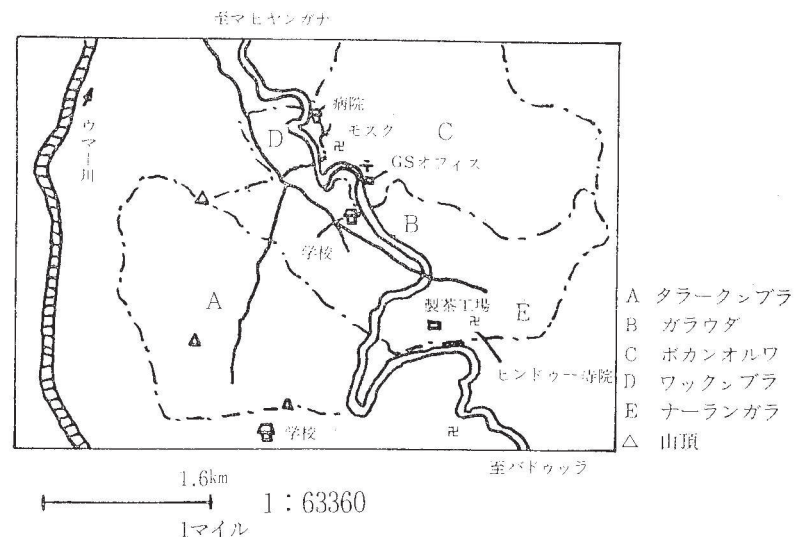 至マヒヤンガナ
病院
モスク
C
D
卍
GSオフィス
ウマー川
B
学校
A
製茶工場
卍
E
ヒンドゥー寺院
学校
卍
至バドゥッラ
A タラークンブラ
B ガラウダ
C ボカンオルワ
D ワックンブラ
E ナーランガラ
△ 山頂
1.6km
1：63360
1マイル